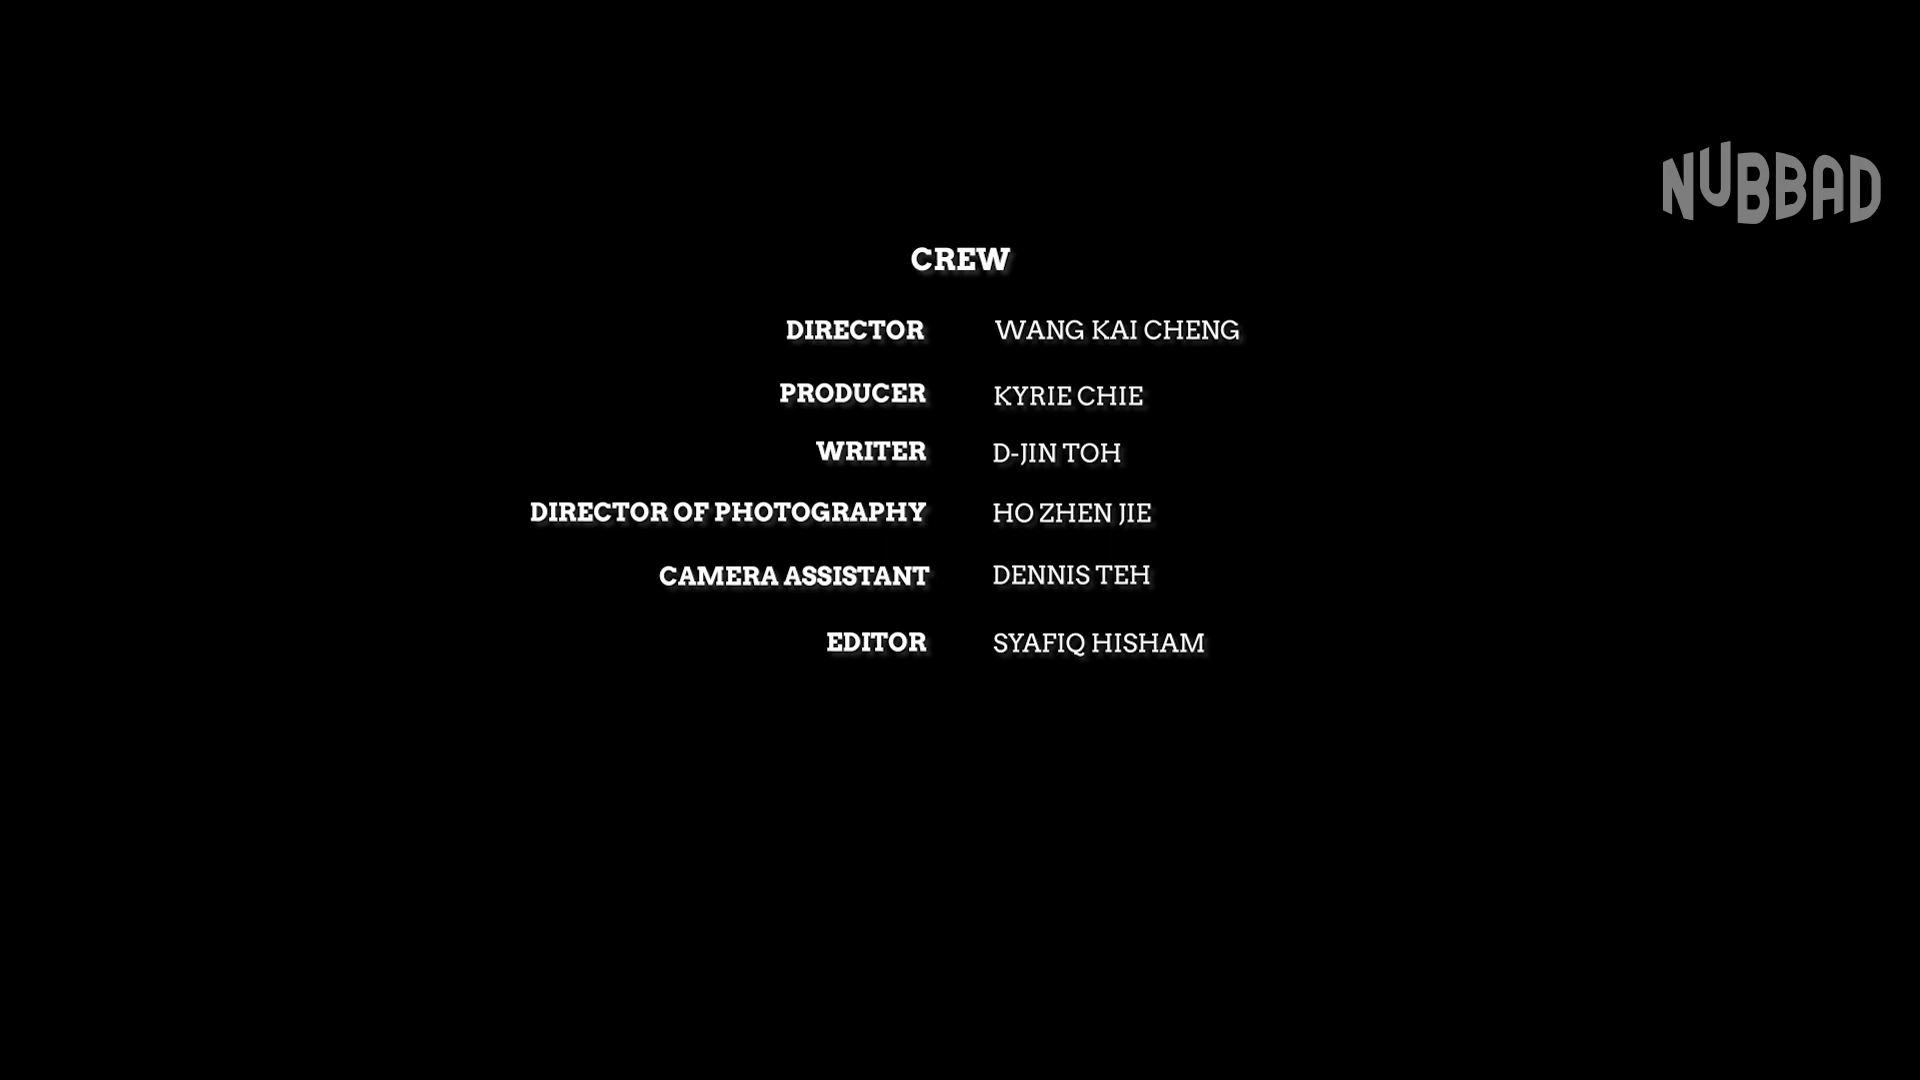 NUBBAD
CREW
DIRECTOR WANG KAI CHENG
PRODUCER KYRIE CHIE
WRITER D-JIN TOH
DIRECTOR OF PHOTOGRAPHY HO ZHEN JIE
CAMERA ASSISTANT DENNIS TEH
EDITOR SYAFIQ HISHAM